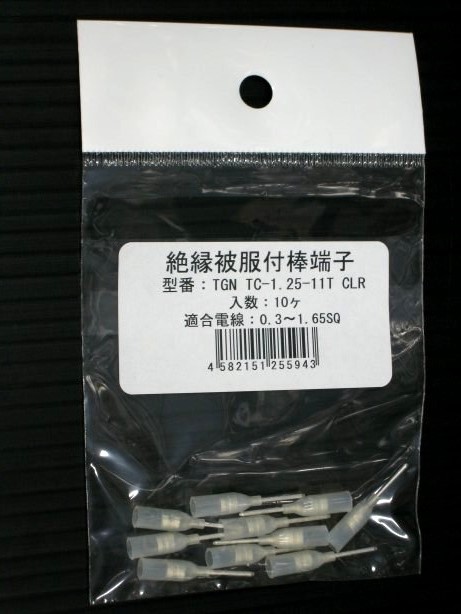 絶縁被服付棒端子
型番：TGN TC-1.25-11T CLR
入数：10ヶ
適合電線：0.3～1.65SQ
4 582151 255943